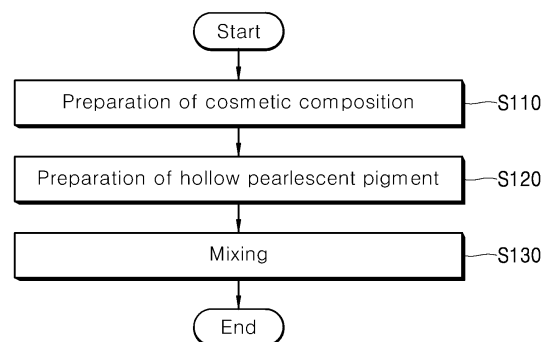 Start
Preparation of cosmetic composition
S110
Preparation of hollow pearlescent pigment
S120
Mixing
S130
End